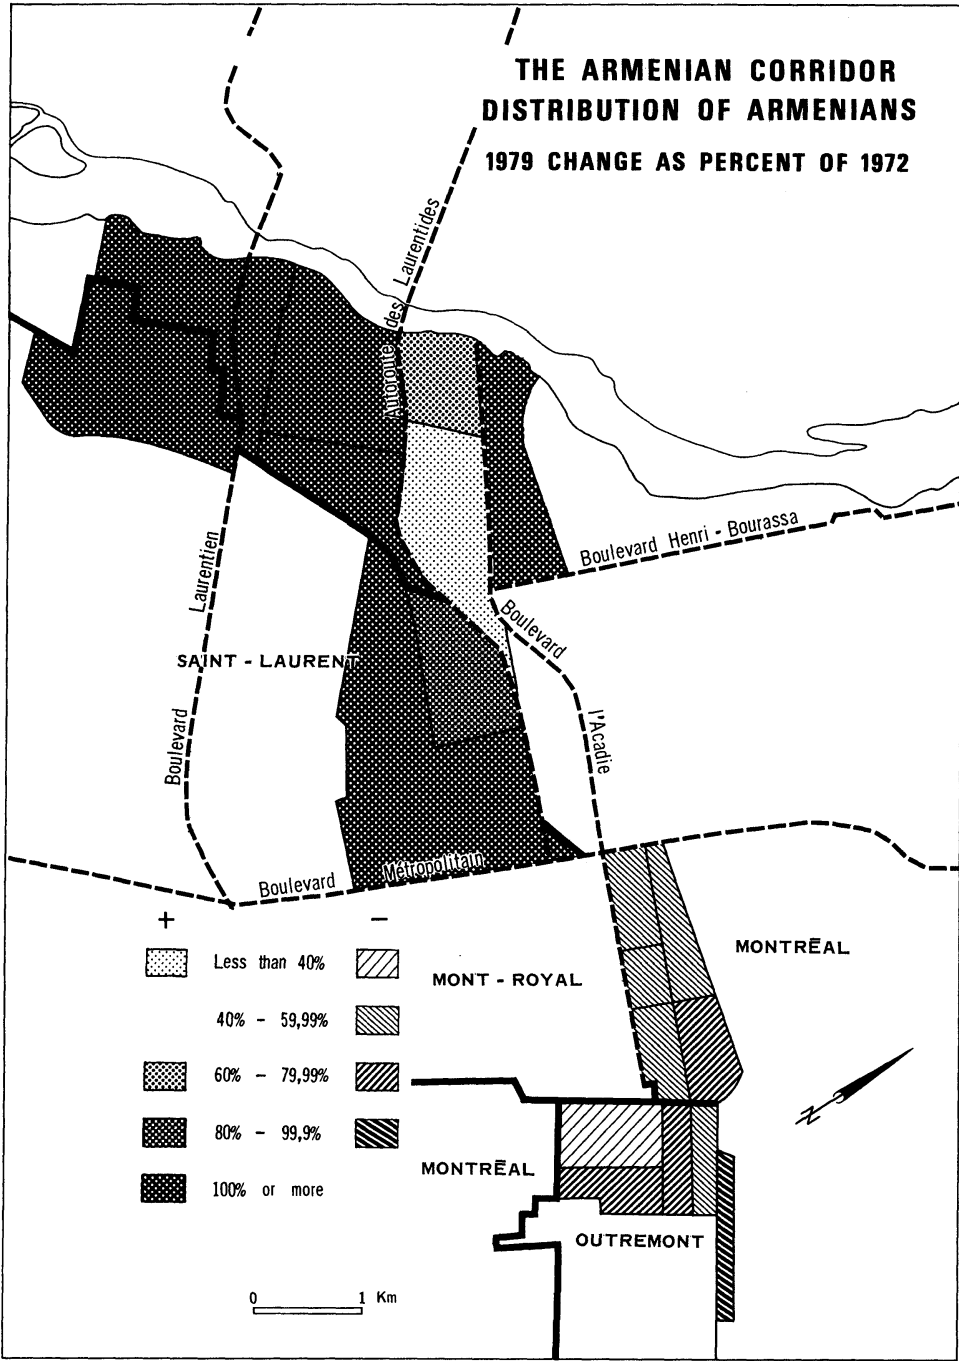 THE ARMENIAN CORRIDOR
DISTRIBUTION OF ARMENIANS
1979 CHANGE AS PERCENT OF 1972
Autoroute des Laurentides
Boulevard Henri - Bourassa
Boulevard
l'Acadie
Laurentien
Boulevard
SAINT - LAURENT
Boulevard Métropolitain
+ −
Less than 40%
40% - 59,99%
60% - 79,99%
80% - 99,9%
100% or more
MONT - ROYAL
MONTRĒAL
N
MONTRĒAL
OUTREMONT
0 1 Km